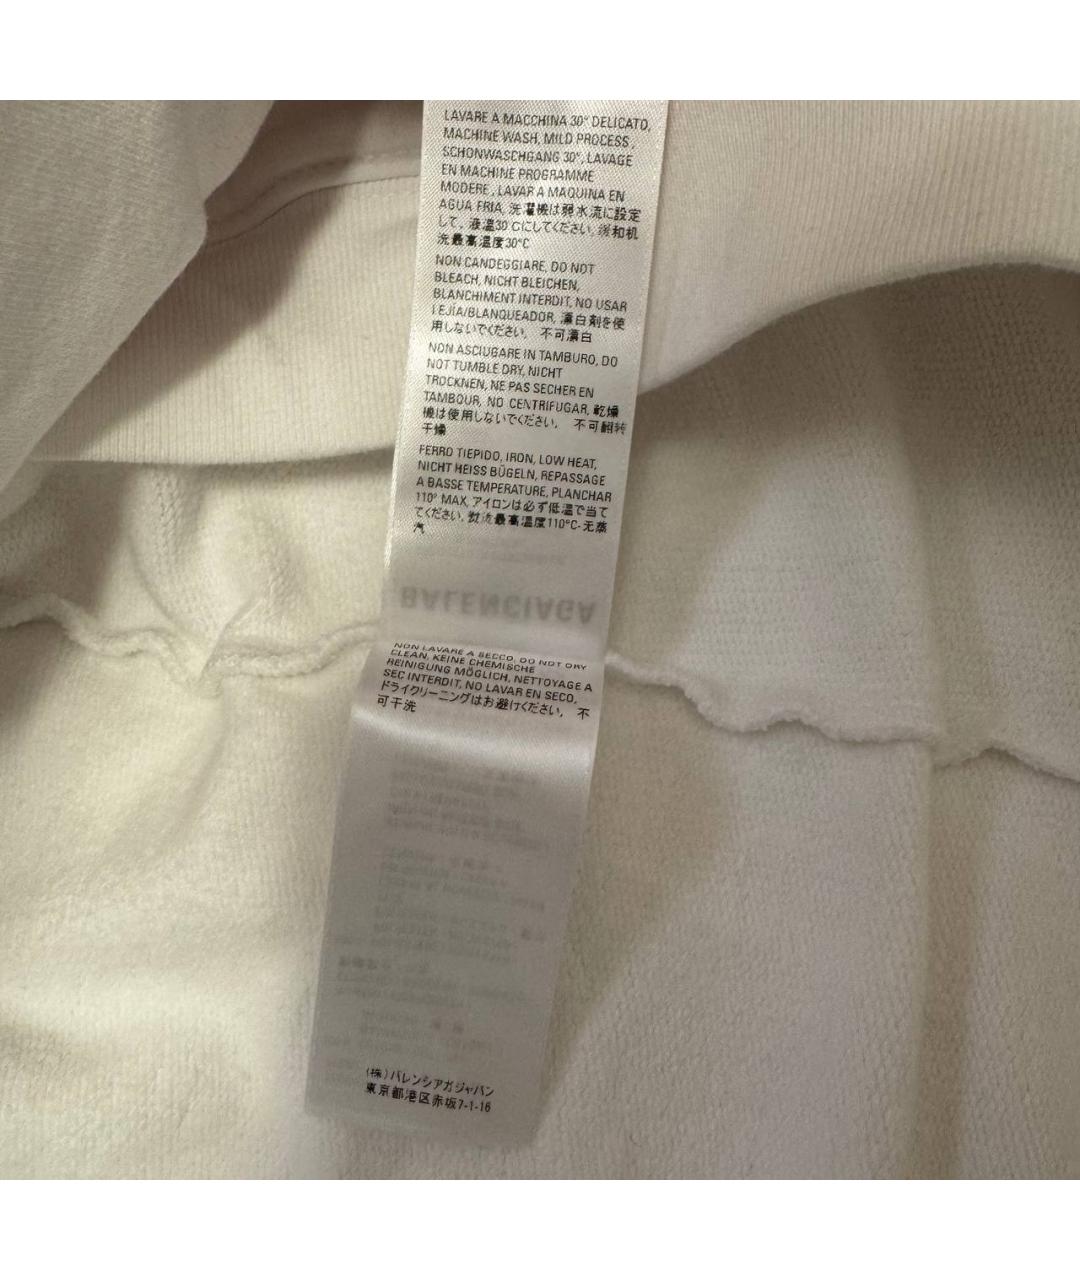 LAVARE A MACCHINA 30° DELICATO,
MACHINE WASH, MILD PROCESS ,
SCHONWASCHGANG 30°, LAVAGE
EN MACHINE PROGRAMME
MODERE , LAVAR A MAQUINA EN
AGUA FRIA, 洗濯機は弱水流に設定
して、液温30℃にしてください, 缓和机
洗最高温度30°C
NON CANDEGGIARE, DO NOT
BLEACH, NICHT BLEICHEN,
BLANCHIMENT INTERDIT, NO USAR
LEJÍA/BLANQUEADOR, 漂白剤を使
用しないでください, 不可漂白
NON ASCIUGARE IN TAMBURO, DO
NOT TUMBLE DRY, NICHT
TROCKNEN, NE PAS SECHER EN
TAMBOUR, NO CENTRIFUGAR, 乾燥
機は使用しないでください, 不可翻转
干燥
FERRO TIEPIDO, IRON, LOW HEAT,
NICHT HEISS BÜGELN, REPASSAGE
A BASSE TEMPERATURE, PLANCHAR
110° MAX, アイロンは必ず低温で当て
てください, 熨烫最高温度110°C-无蒸
汽
BALENCIAGA
NON LAVARE A SECCO, DO NOT DRY
CLEAN, KEINE CHEMISCHE
REINIGUNG MÖGLICH, NETTOYAGE A
SEC INTERDIT, NO LAVAR EN SECO,
ドライクリーニングはお避けください, 不
可干洗
(株)バレンシアガジャパン
東京都港区赤坂7-1-16